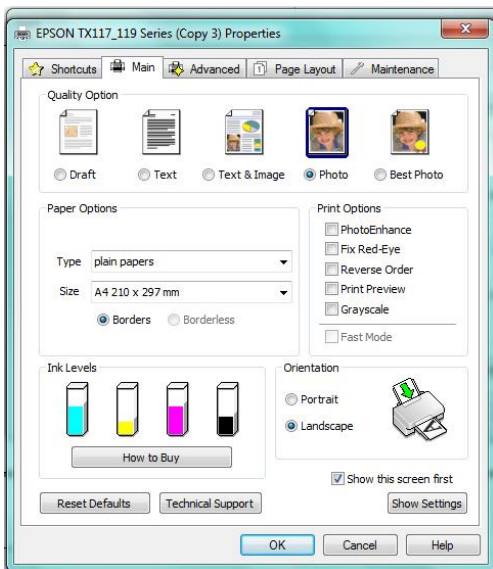 EPSON TX117_119 Series (Copy 3) Properties
Shortcuts Main Advanced Page Layout Maintenance
Quality Option
Draft Text Text & Image Photo Best Photo
Paper Options
Type plain papers
Size A4 210 x 297 mm
Borders Borderless
Print Options
PhotoEnhance
Fix Red-Eye
Reverse Order
Print Preview
Grayscale
Fast Mode
Ink Levels
How to Buy
Orientation
Portrait
Landscape
Show this screen first
Reset Defaults Technical Support Show Settings
OK Cancel Help